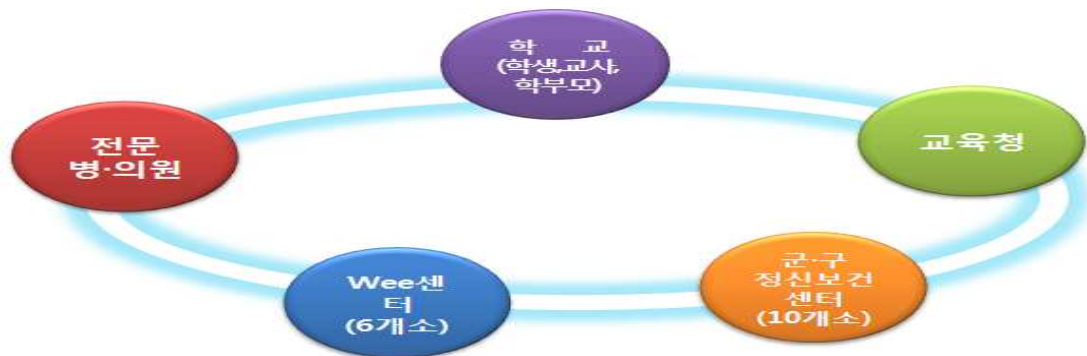 학 교
(학생,교사,
학부모)
전문
병·의원
교육청
Wee센
터
(6개소)
군·구
정신보건
센터
(10개소)